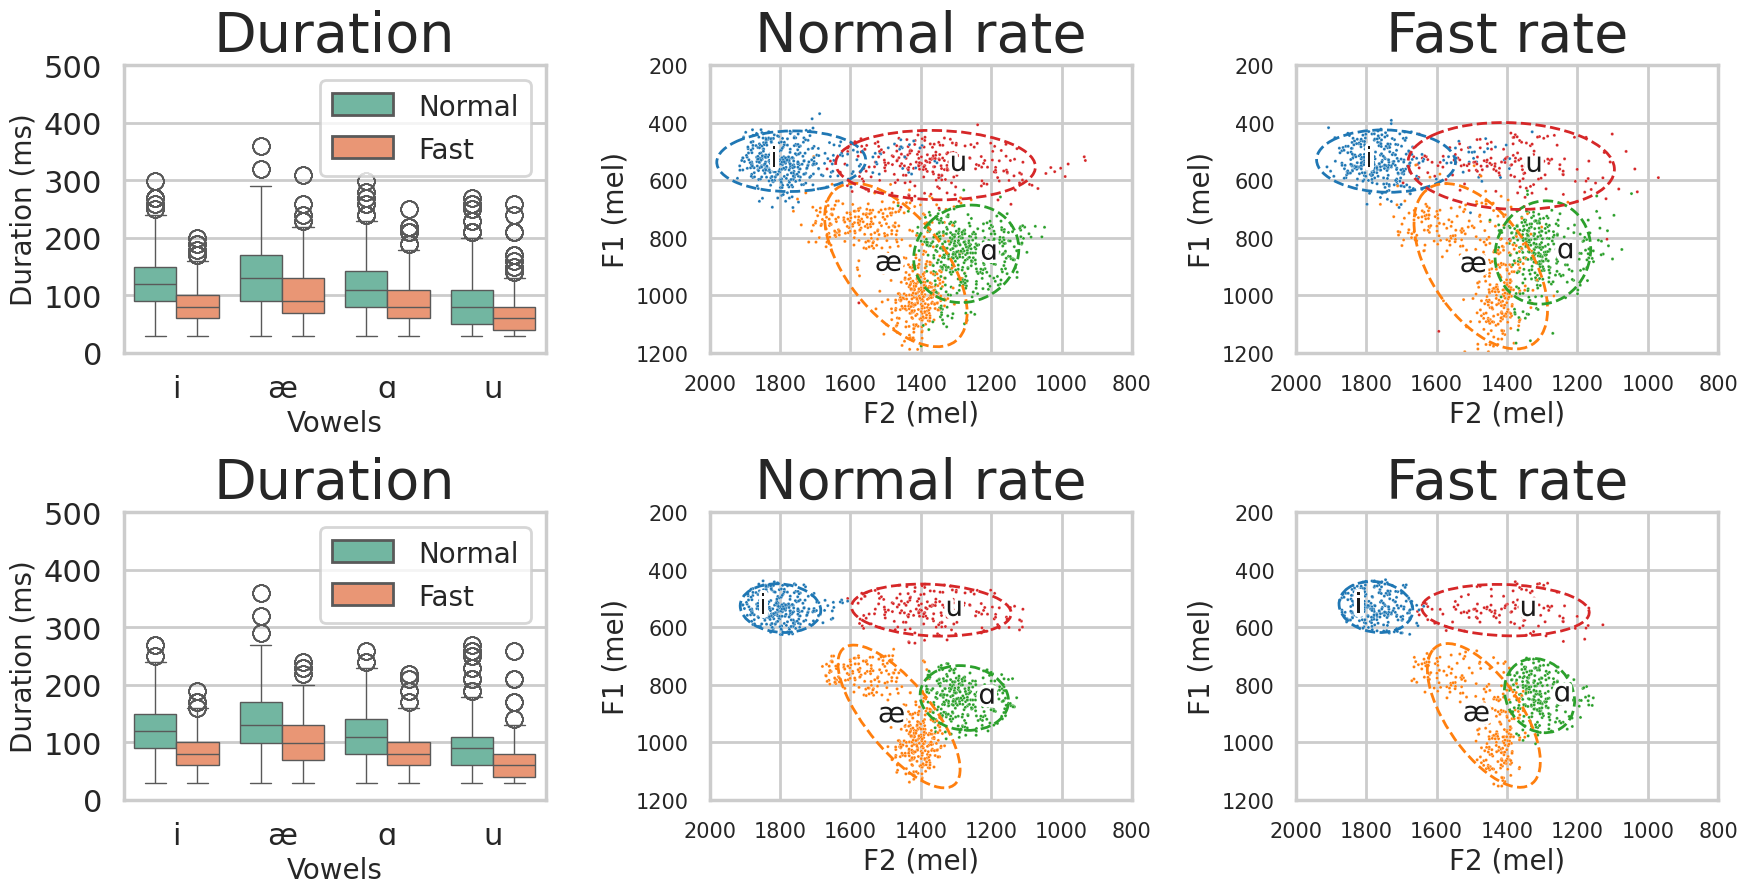 Duration
Normal rate
Fast rate
500
400
300
200
100
0
Duration (ms)
Normal
Fast
i æ ɑ u
Vowels
200
400
600
800
1000
1200
F1 (mel)
i
u
æ
ɑ
2000 1800 1600 1400 1200 1000 800
F2 (mel)
200
400
600
800
1000
1200
F1 (mel)
i
u
æ
ɑ
2000 1800 1600 1400 1200 1000 800
F2 (mel)
Duration
Normal rate
Fast rate
500
400
300
200
100
0
Duration (ms)
Normal
Fast
i æ ɑ u
Vowels
200
400
600
800
1000
1200
F1 (mel)
i
u
æ
ɑ
2000 1800 1600 1400 1200 1000 800
F2 (mel)
200
400
600
800
1000
1200
F1 (mel)
i
u
æ
ɑ
2000 1800 1600 1400 1200 1000 800
F2 (mel)